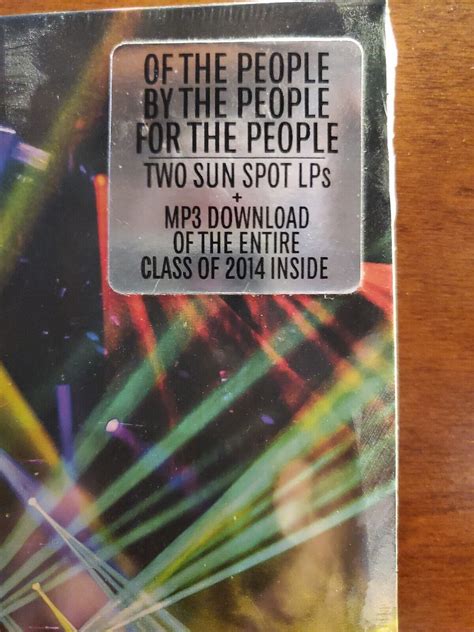 OF THE PEOPLE
BY THE PEOPLE
FOR THE PEOPLE
TWO SUN SPOT LPs
+
MP3 DOWNLOAD
OF THE ENTIRE
CLASS OF 2014 INSIDE